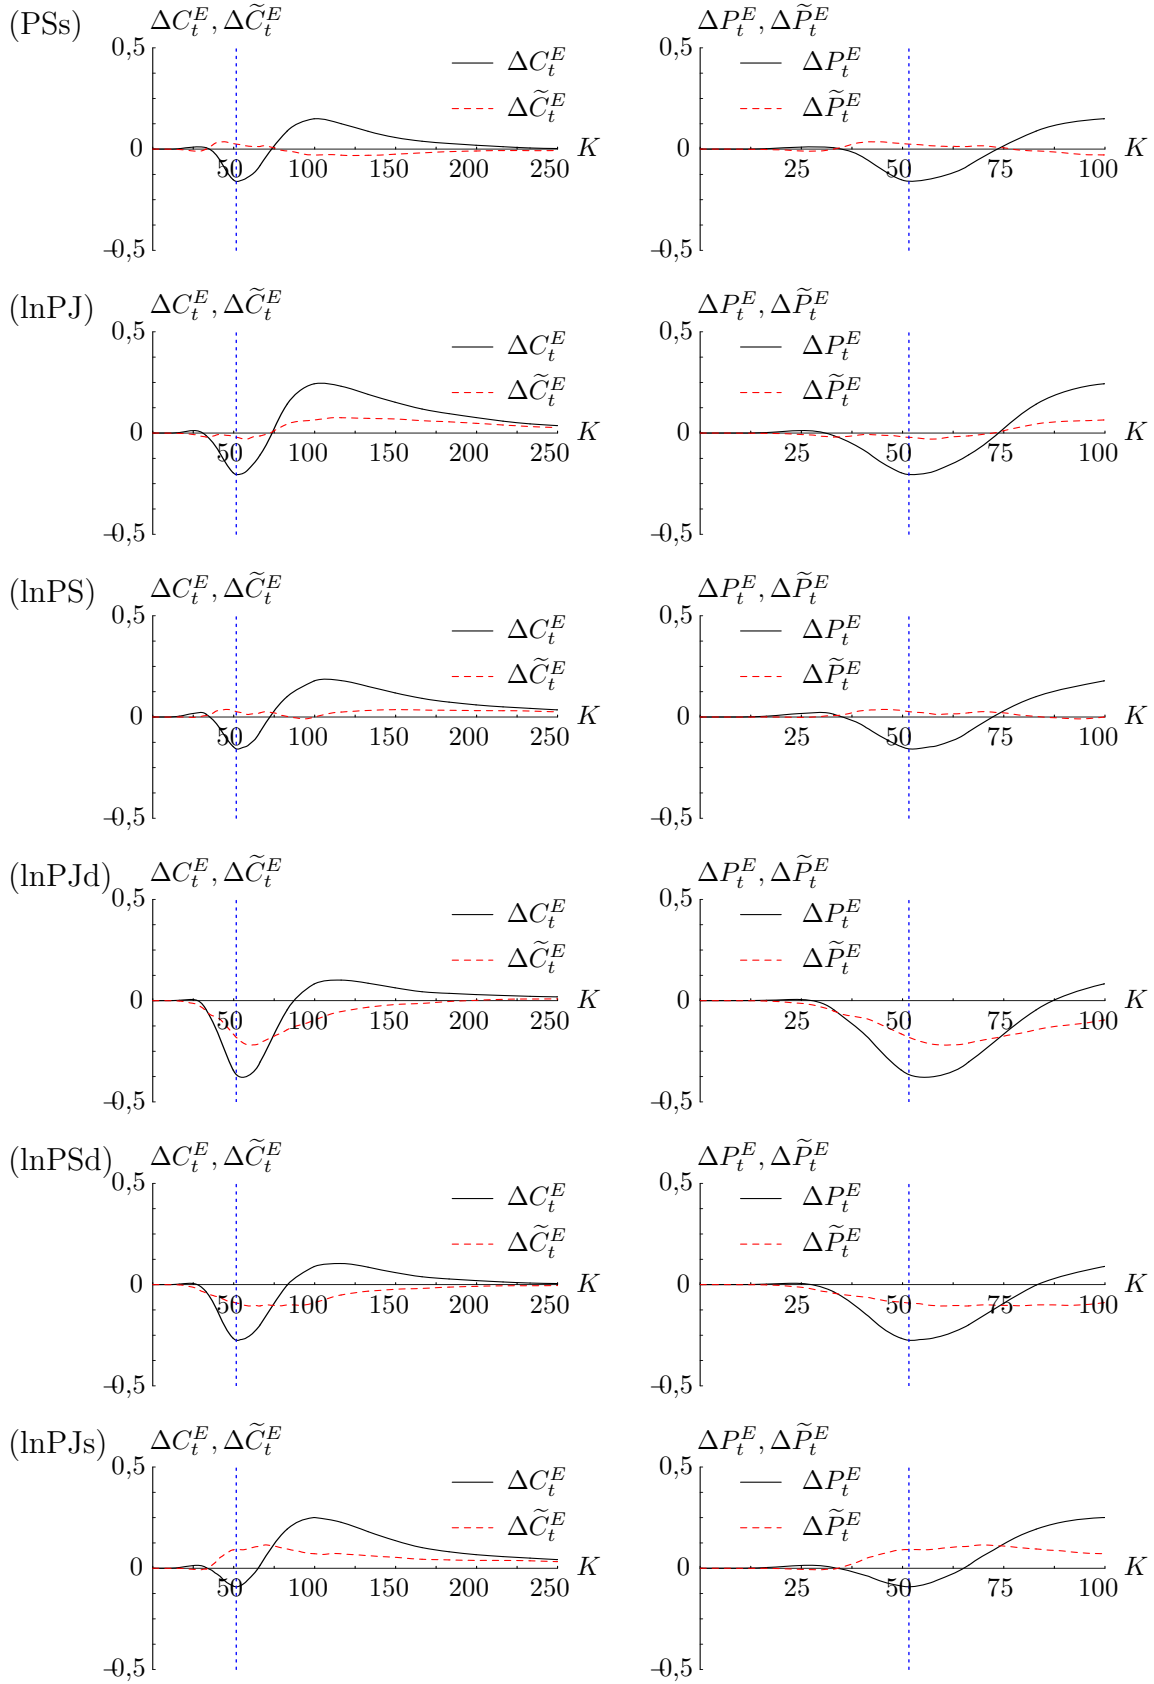 (PSs) ΔC_t^E, ΔC̃_t^E ΔP_t^E, ΔP̃_t^E
0,5 ΔC_t^E 0,5 ΔP_t^E
ΔC̃_t^E ΔP̃_t^E
0 50 100 150 200 250 K 0 25 50 75 100 K
–0,5 –0,5
(lnPJ) ΔC_t^E, ΔC̃_t^E ΔP_t^E, ΔP̃_t^E
0,5 ΔC_t^E 0,5 ΔP_t^E
ΔC̃_t^E ΔP̃_t^E
0 50 100 150 200 250 K 0 25 50 75 100 K
–0,5 –0,5
(lnPS) ΔC_t^E, ΔC̃_t^E ΔP_t^E, ΔP̃_t^E
0,5 ΔC_t^E 0,5 ΔP_t^E
ΔC̃_t^E ΔP̃_t^E
0 50 100 150 200 250 K 0 25 50 75 100 K
–0,5 –0,5
(lnPJd) ΔC_t^E, ΔC̃_t^E ΔP_t^E, ΔP̃_t^E
0,5 ΔC_t^E 0,5 ΔP_t^E
ΔC̃_t^E ΔP̃_t^E
0 50 100 150 200 250 K 0 25 50 75 100 K
–0,5 –0,5
(lnPSd) ΔC_t^E, ΔC̃_t^E ΔP_t^E, ΔP̃_t^E
0,5 ΔC_t^E 0,5 ΔP_t^E
ΔC̃_t^E ΔP̃_t^E
0 50 100 150 200 250 K 0 25 50 75 100 K
–0,5 –0,5
(lnPJs) ΔC_t^E, ΔC̃_t^E ΔP_t^E, ΔP̃_t^E
0,5 ΔC_t^E 0,5 ΔP_t^E
ΔC̃_t^E ΔP̃_t^E
0 50 100 150 200 250 K 0 25 50 75 100 K
–0,5 –0,5